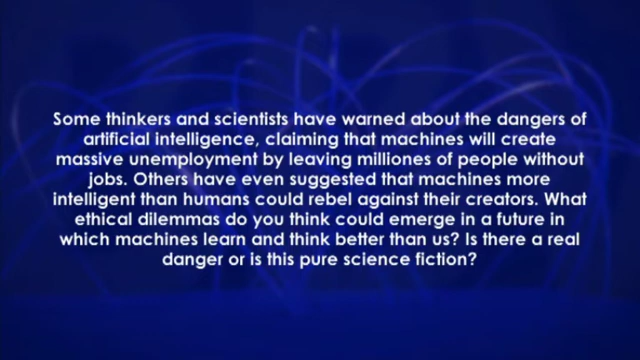 Some thinkers and scientists have warned about the dangers of
artificial intelligence, claiming that machines will create
massive unemployment by leaving milliones of people without
jobs. Others have even suggested that machines more
intelligent than humans could rebel against their creators. What
ethical dilemmas do you think could emerge in a future in
which machines learn and think better than us? Is there a real
danger or is this pure science fiction?